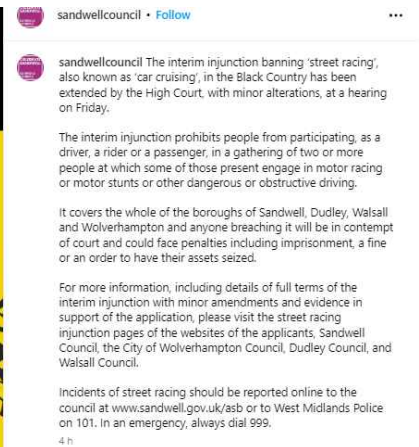 sandwellcouncil • Follow
sandwellcouncil The interim injunction banning 'street racing',
also known as 'car cruising', in the Black Country has been
extended by the High Court, with minor alterations, at a hearing
on Friday.
The interim injunction prohibits people from participating, as a
driver, a rider or a passenger, in a gathering of two or more
people at which some of those present engage in motor racing
or motor stunts or other dangerous or obstructive driving.
It covers the whole of the boroughs of Sandwell, Dudley, Walsall
and Wolverhampton and anyone breaching it will be in contempt
of court and could face penalties including imprisonment, a fine
or an order to have their assets seized.
For more information, including details of full terms of the
interim injunction with minor amendments and evidence in
support of the application, please visit the street racing
injunction pages of the websites of the applicants, Sandwell
Council, the City of Wolverhampton Council, Dudley Council, and
Walsall Council.
Incidents of street racing should be reported online to the
council at www.sandwell.gov.uk/asb or to West Midlands Police
on 101. In an emergency, always dial 999.
4 h